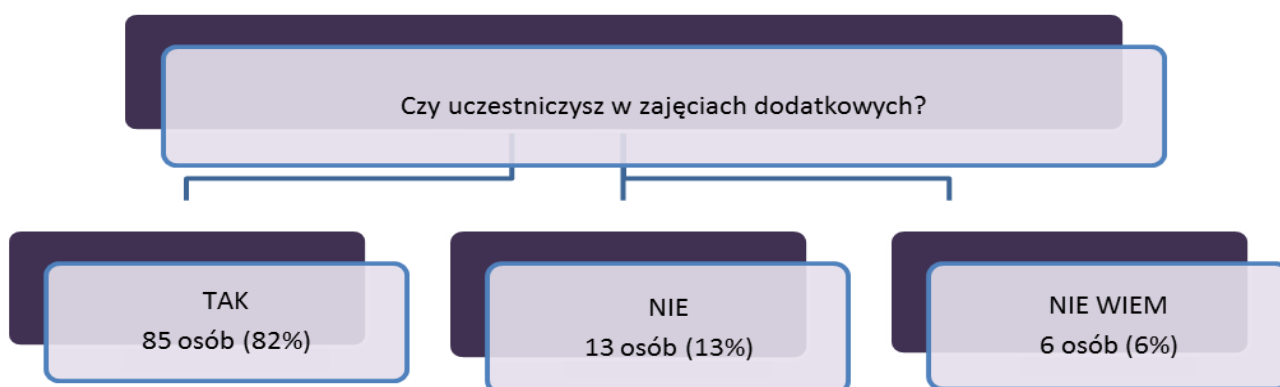 Czy uczestniczysz w zajęciach dodatkowych?
TAK
85 osób (82%)
NIE
13 osób (13%)
NIE WIEM
6 osób (6%)